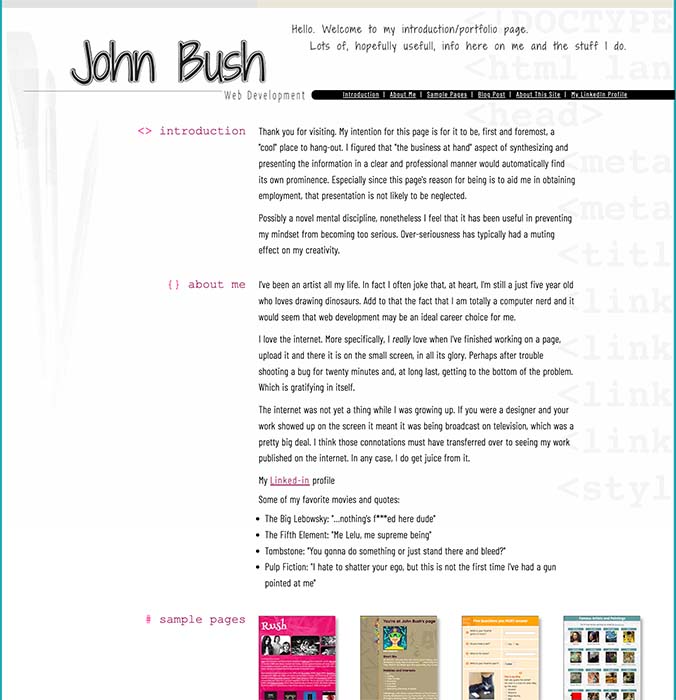 Hello. Welcome to my introduction/portfolio page.
Lots of, hopefully usefull, info here on me and the stuff I do.
John Bush
Web Development
Introduction | About Me | Sample Pages | Blog Post | About This Site | My LinkedIn Profile
<!DOCTYPE
<html lan
<head>
<meta
<meta
<titl
<link
<link
<link
<link
<styl
<> introduction
Thank you for visiting. My intention for this page is for it to be, first and foremost, a
"cool" place to hang-out. I figured that "the business at hand" aspect of synthesizing and
presenting the information in a clear and professional manner would automatically find
its own prominence. Especially since this page's reason for being is to aid me in obtaining
employment, that presentation is not likely to be neglected.
Possibly a novel mental discipline, nonetheless I feel that it has been useful in preventing
my mindset from becoming too serious. Over-seriousness has typically had a muting
effect on my creativity.
{} about me
I've been an artist all my life. In fact I often joke that, at heart, I'm still a just five year old
who loves drawing dinosaurs. Add to that the fact that I am totally a computer nerd and it
would seem that web development may be an ideal career choice for me.
I love the internet. More specifically, I really love when I've finished working on a page,
upload it and there it is on the small screen, in all its glory. Perhaps after trouble
shooting a bug for twenty minutes and, at long last, getting to the bottom of the problem.
Which is gratifying in itself.
The internet was not yet a thing while I was growing up. If you were a designer and your
work showed up on the screen it meant it was being broadcast on television, which was a
pretty big deal. I think those connotations must have transferred over to seeing my work
published on the internet. In any case, I do get juice from it.
My Linked-in profile
Some of my favorite movies and quotes:
• The Big Lebowsky: "...nothing's f***ed here dude"
• The Fifth Element: "Me Lelu, me supreme being"
• Tombstone: "You gonna do something or just stand there and bleed?"
• Pulp Fiction: "I hate to shatter your ego, but this is not the first time I've had a gun
pointed at me"
# sample pages
Rush
You're at John Bush's page
Five Questions you MUST answer
Famous Artists and Paintings